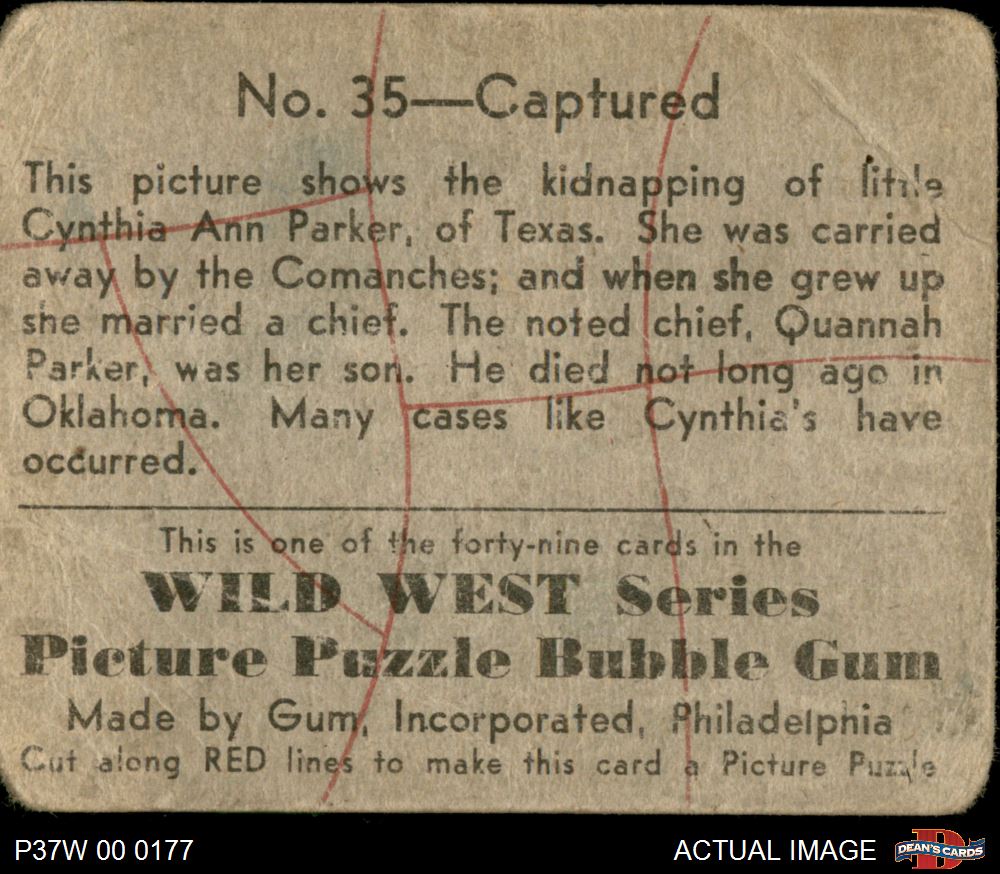 No. 35—Captured
This picture shows the kidnapping of little
Cynthia Ann Parker, of Texas. She was carried
away by the Comanches; and when she grew up
she married a chief. The noted chief, Quannah
Parker, was her son. He died not long ago in
Oklahoma. Many cases like Cynthia's have
occurred.
This is one of the forty-nine cards in the
WILD WEST Series
Picture Puzzle Bubble Gum
Made by Gum, Incorporated, Philadelphia
Cut along RED lines to make this card a Picture Puzzle
P37W 00 0177
ACTUAL IMAGE
D
DEAN'S CARDS